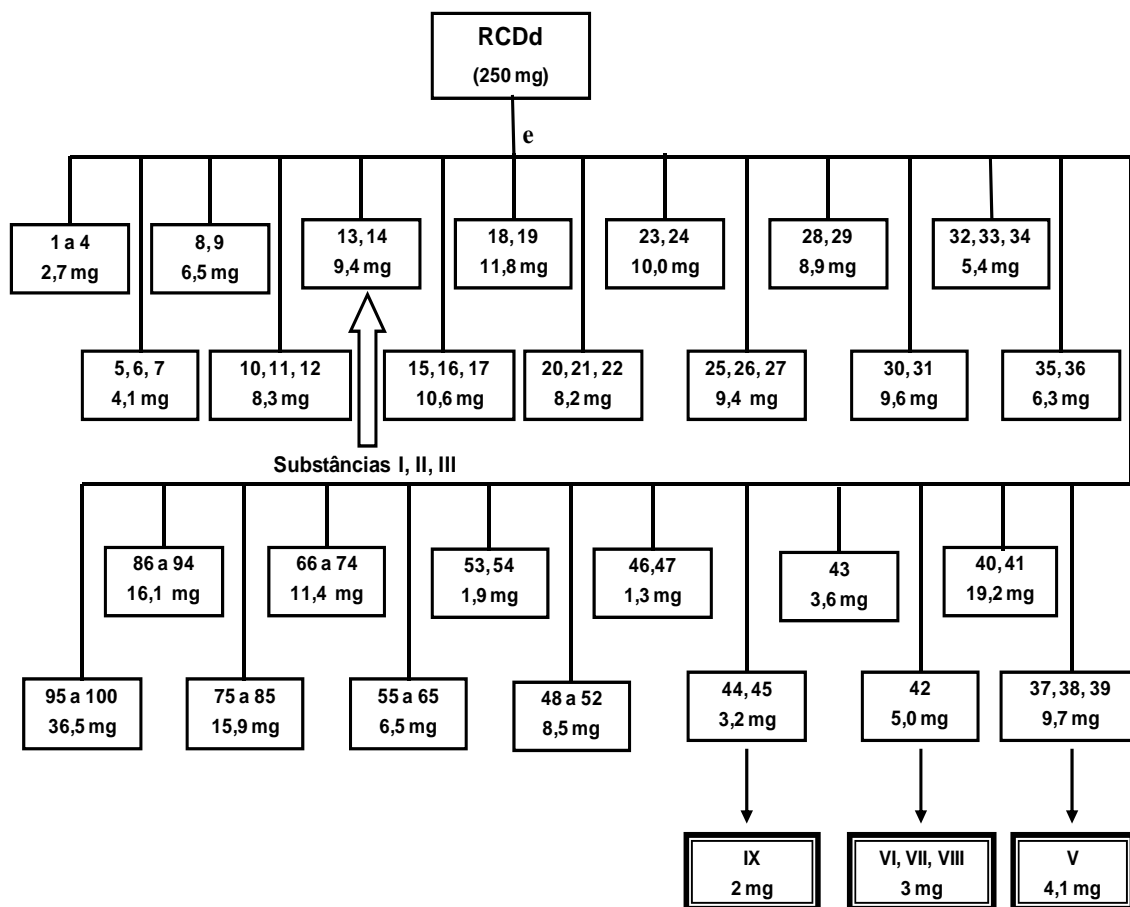 RCDd
(250 mg)
e
1 a 4
2,7 mg
8, 9
6,5 mg
13, 14
9,4 mg
18, 19
11,8 mg
23, 24
10,0 mg
28, 29
8,9 mg
32, 33, 34
5,4 mg
5, 6, 7
4,1 mg
10, 11, 12
8,3 mg
15, 16, 17
10,6 mg
20, 21, 22
8,2 mg
25, 26, 27
9,4 mg
30, 31
9,6 mg
35, 36
6,3 mg
Substâncias I, II, III
86 a 94
16,1 mg
66 a 74
11,4 mg
53, 54
1,9 mg
46,47
1,3 mg
43
3,6 mg
40, 41
19,2 mg
95 a 100
36,5 mg
75 a 85
15,9 mg
55 a 65
6,5 mg
48 a 52
8,5 mg
44, 45
3,2 mg
42
5,0 mg
37, 38, 39
9,7 mg
IX
2 mg
VI, VII, VIII
3 mg
V
4,1 mg